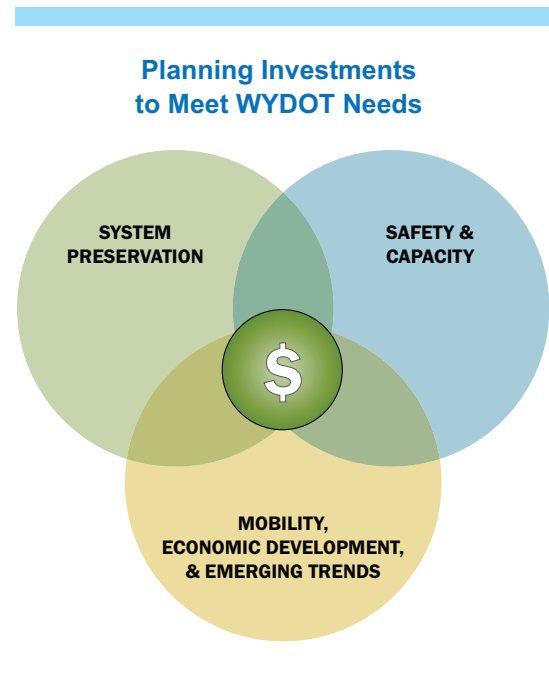 Planning Investments
to Meet WYDOT Needs
SYSTEM
PRESERVATION
SAFETY &
CAPACITY
$
MOBILITY,
ECONOMIC DEVELOPMENT,
& EMERGING TRENDS